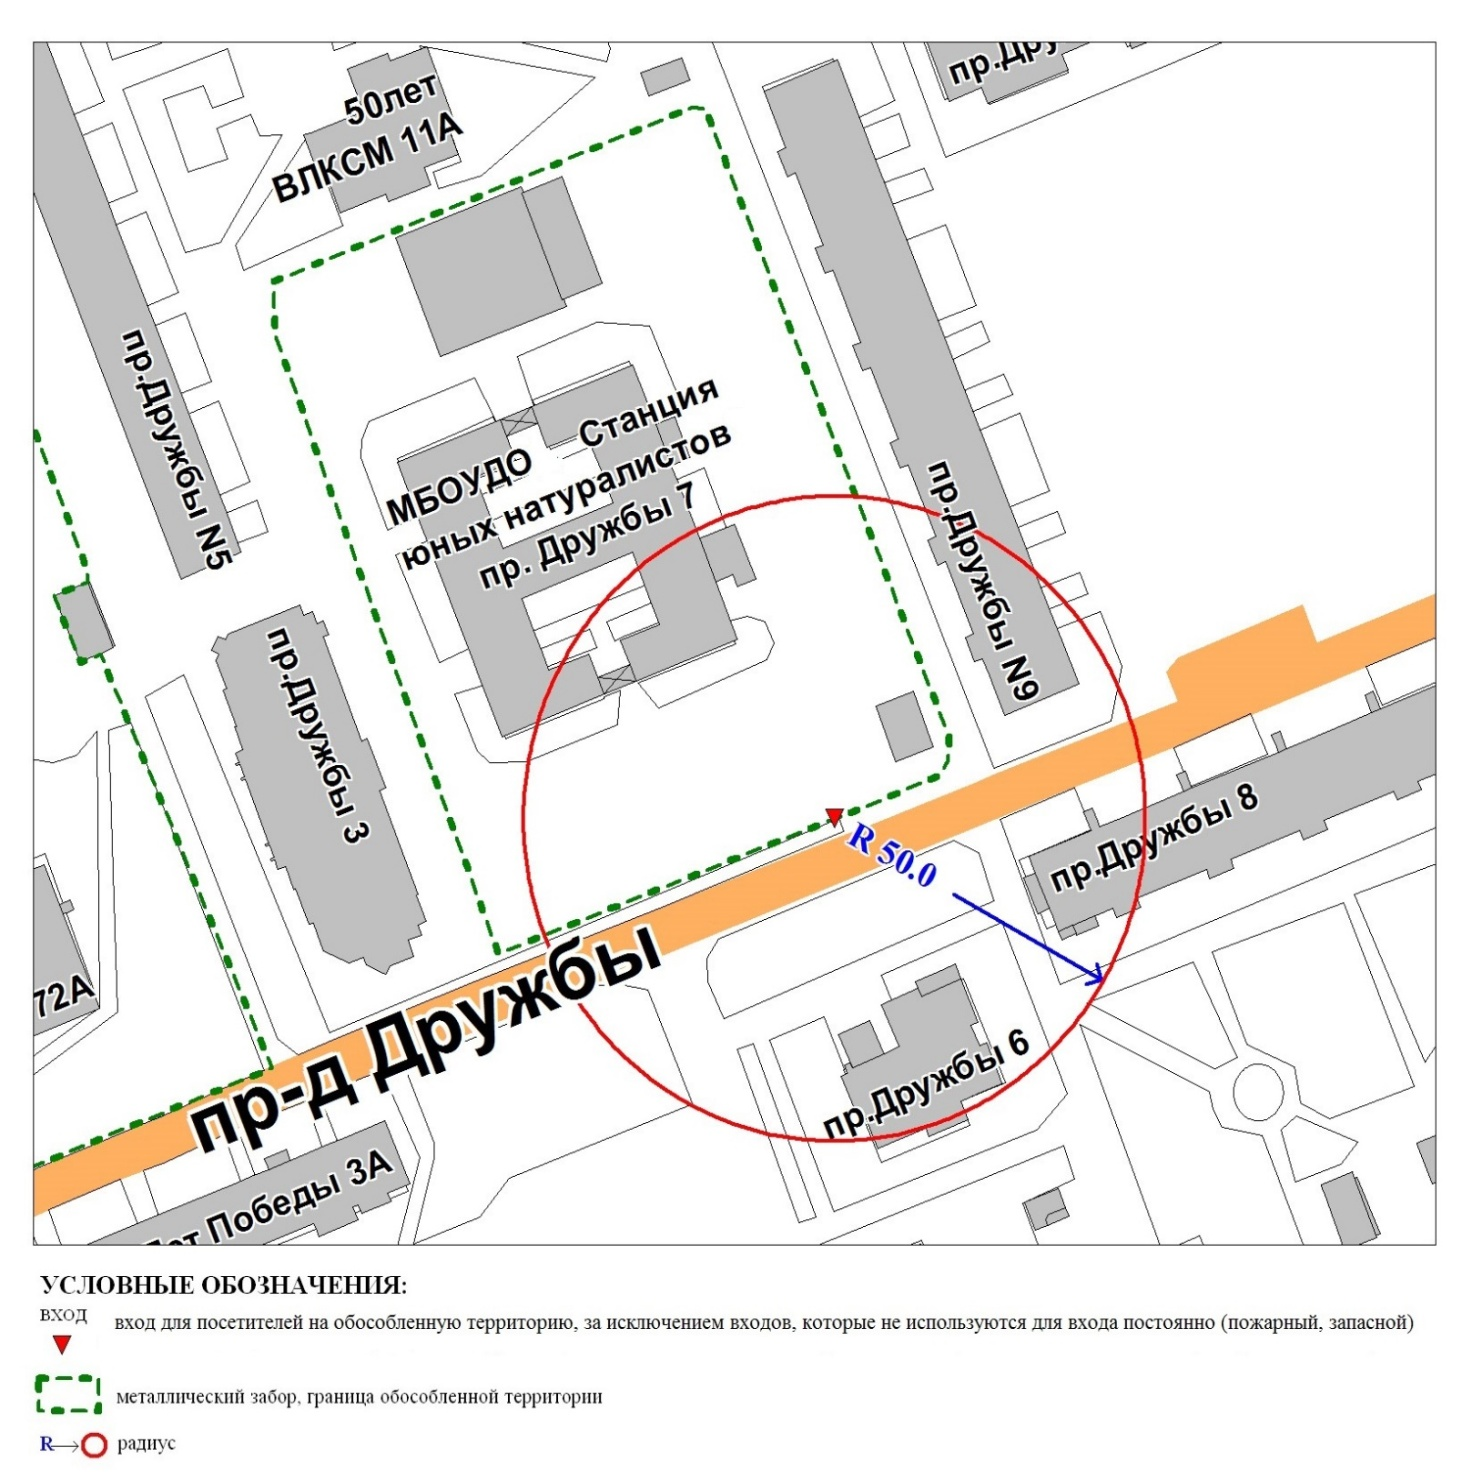 пр.Дру
50лет
ВЛКСМ 11А
пр.Дружбы N5
Станция
МБОУДО
юных натуралистов
пр. Дружбы 7
пр.Дружбы N9
пр.Дружбы 3
R 50.0
пр.Дружбы 8
72А
пр-д Дружбы
пр.Дружбы 6
Победы 3А
УСЛОВНЫЕ ОБОЗНАЧЕНИЯ:
ВХОД
вход для посетителей на обособленную территорию, за исключением входов, которые не используются для входа постоянно (пожарный, запасной)
металлический забор, граница обособленной территории
R
радиус